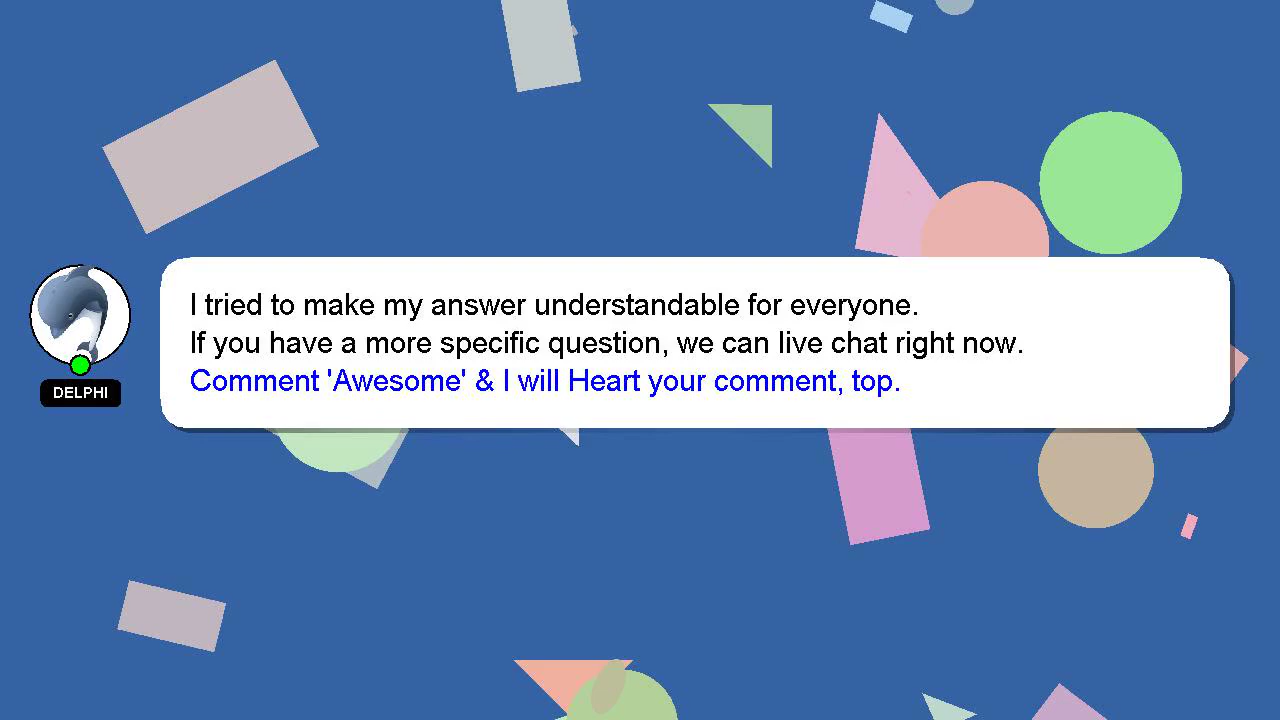 I tried to make my answer understandable for everyone.
If you have a more specific question, we can live chat right now.
Comment 'Awesome' & I will Heart your comment, top.
DELPHI